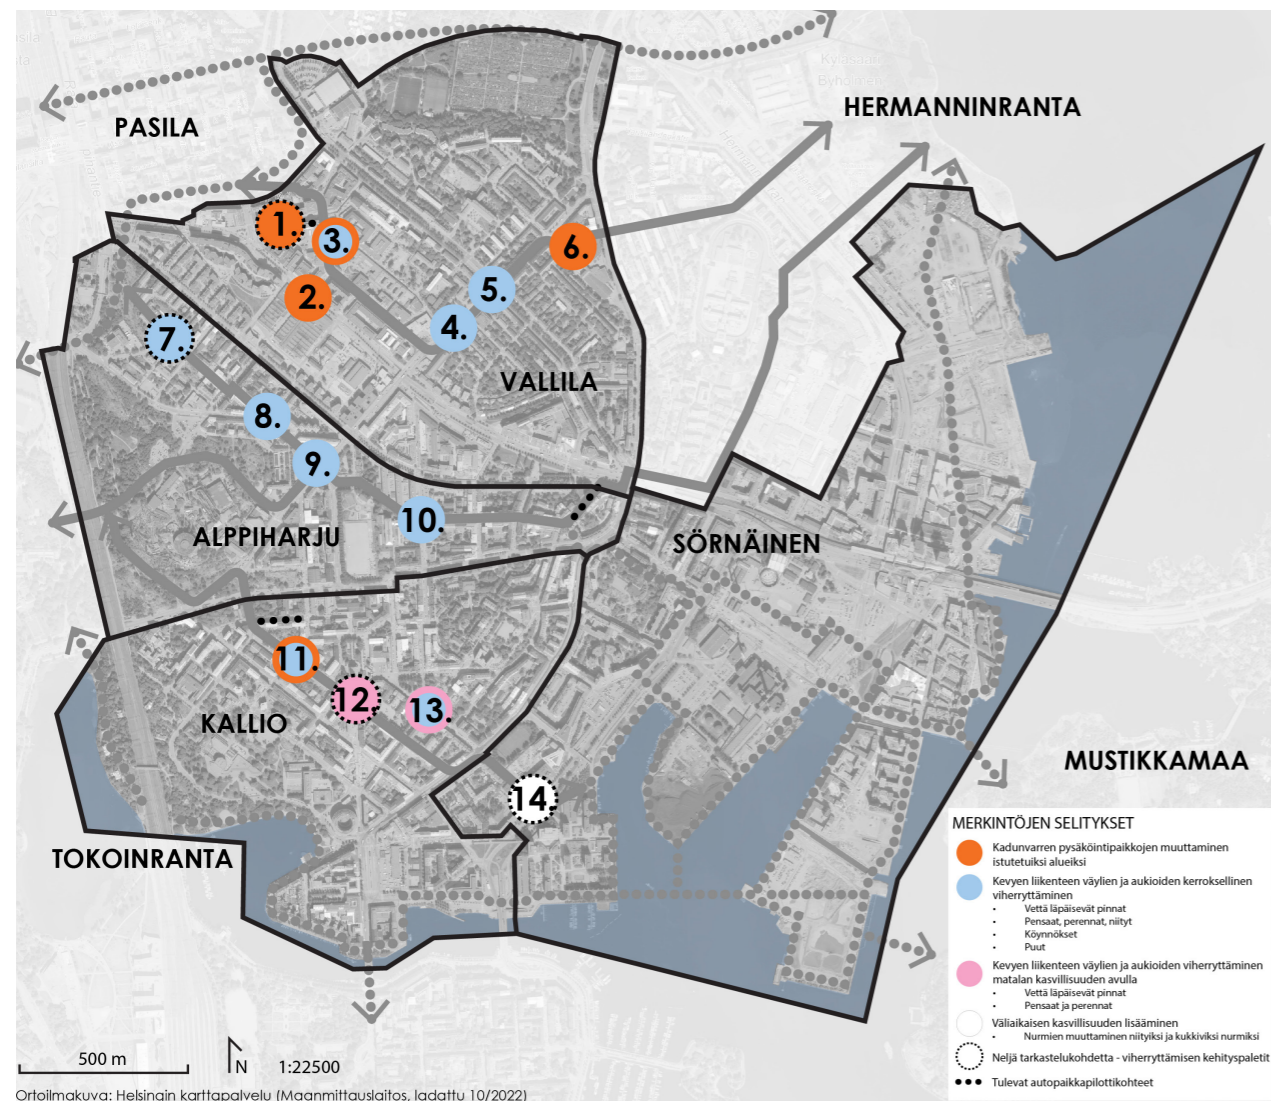 PASILA
HERMANNINRANTA
1.
3.
2.
6.
5.
4.
7.
VALLILA
8.
9.
10.
ALPPIHARJU
SÖRNÄINEN
11.
12.
13.
KALLIO
14.
MUSTIKKAMAA
TOKOINRANTA
MERKINTÖJEN SELITYKSET
Kadunvarren pysäköintipaikkojen muuttaminen
istutetuiksi alueiksi
Kevyen liikenteen väylien ja aukioiden kerroksellinen
viherryttäminen
• Vettä läpäisevät pinnat
• Pensaat, perennat, niityt
• Köynnökset
• Puut
Kevyen liikenteen väylien ja aukioiden viherryttäminen
matalan kasvillisuuden avulla
• Vettä läpäisevät pinnat
• Pensaat ja perennat
Väliaikaisen kasvillisuuden lisääminen
• Nurmien muuttaminen niityiksi ja kukkiviksi nurmiksi
Neljä tarkastelukohdetta - viherryttämisen kehityspaletit
Tulevat autopaikkapilottikohteet
500 m
N
1:22500
Ortoilmakuva: Helsingin karttapalvelu (Maanmittauslaitos, ladattu 10/2022)